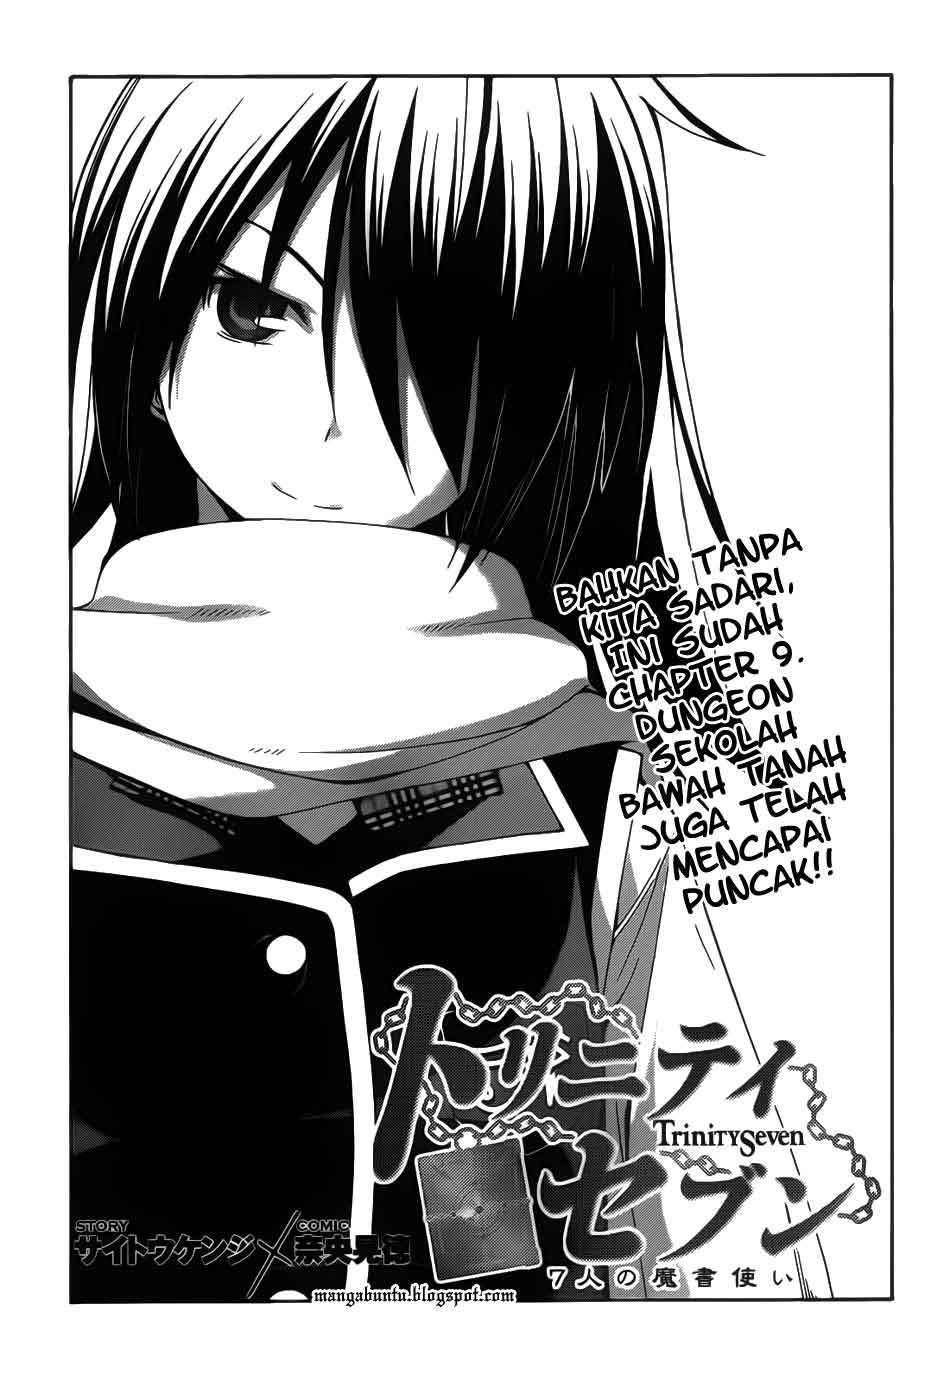 BAHKAN TANPA
KITA SADARI,
INI SUDAH
CHAPTER 9.
DUNGEON
SEKOLAH
BAWAH TANAH
JUGA TELAH
MENCAPAI
PUNCAK!!
トリニティ
TrinitySeven
セブン
7人の魔書使い
STORY
サイトウケンジ
×
COMIC
奈央晃徳
mangabuntu.blogspot.com